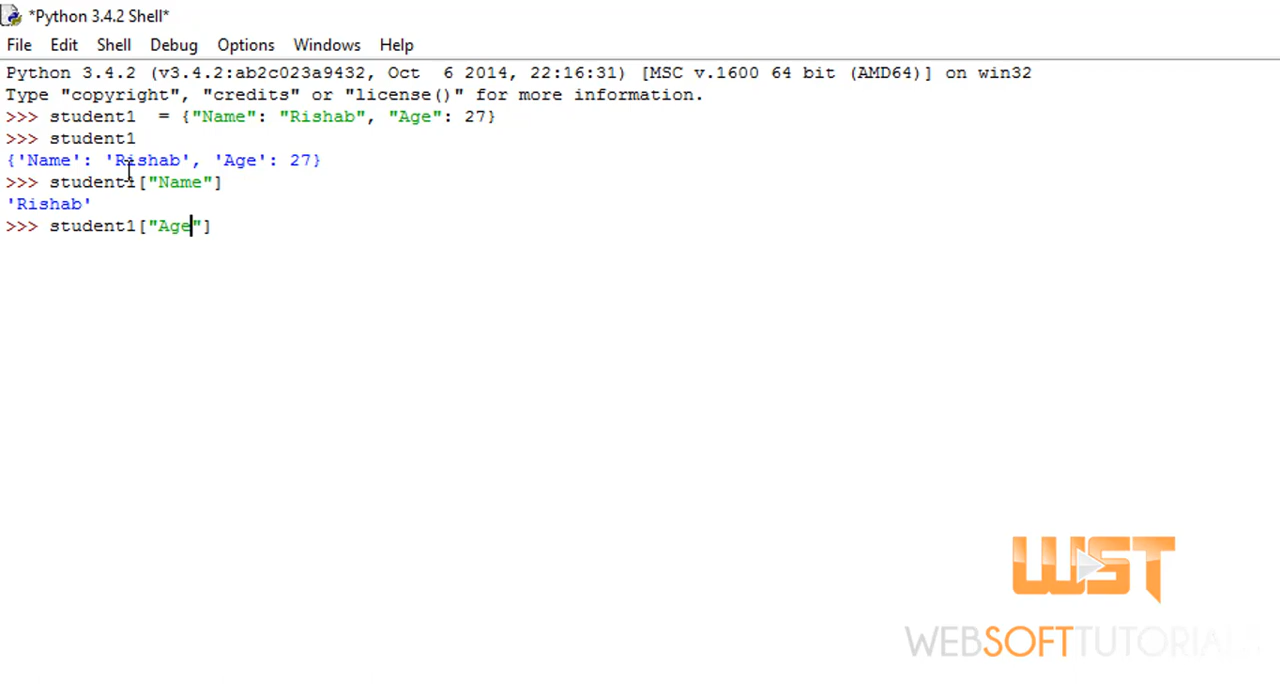 *Python 3.4.2 Shell*
File Edit Shell Debug Options Windows Help
Python 3.4.2 (v3.4.2:ab2c023a9432, Oct  6 2014, 22:16:31) [MSC v.1600 64 bit (AMD64)] on win32
Type "copyright", "credits" or "license()" for more information.
>>> student1  = {"Name": "Rishab", "Age": 27}
>>> student1
{'Name': 'Rishab', 'Age': 27}
>>> student1["Name"]
'Rishab'
>>> student1["Age"]
WST
WEBSOFTTUTORIALS